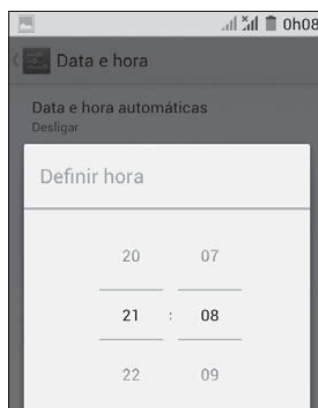 0h08
Data e hora
Data e hora automáticas
Desligar
Definir hora
20 07
21 : 08
22 09